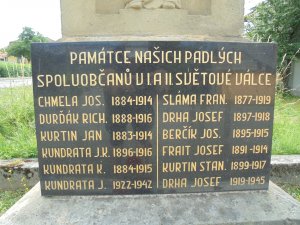 PAMÁTCE NAŠICH PADLÝCH
SPOLUOBČANŮ V I. A II. SVĚTOVÉ VÁLCE
CHMELA JOS. 1884-1914
ĎURĎÁK RICH. 1888-1916
KURTIN JAN 1883-1914
KUNDRATA J.K. 1896-1916
KUNDRATA K. 1884-1915
KUNDRATA J. 1922-1942
SLÁMA FRAN. 1877-1919
DRHA JOSEF 1897-1918
BERČÍK JOS. 1895-1915
FRAIT JOSEF 1891-1914
KURTIN STAN. 1899-1917
DRHA JOSEF 1919-1945